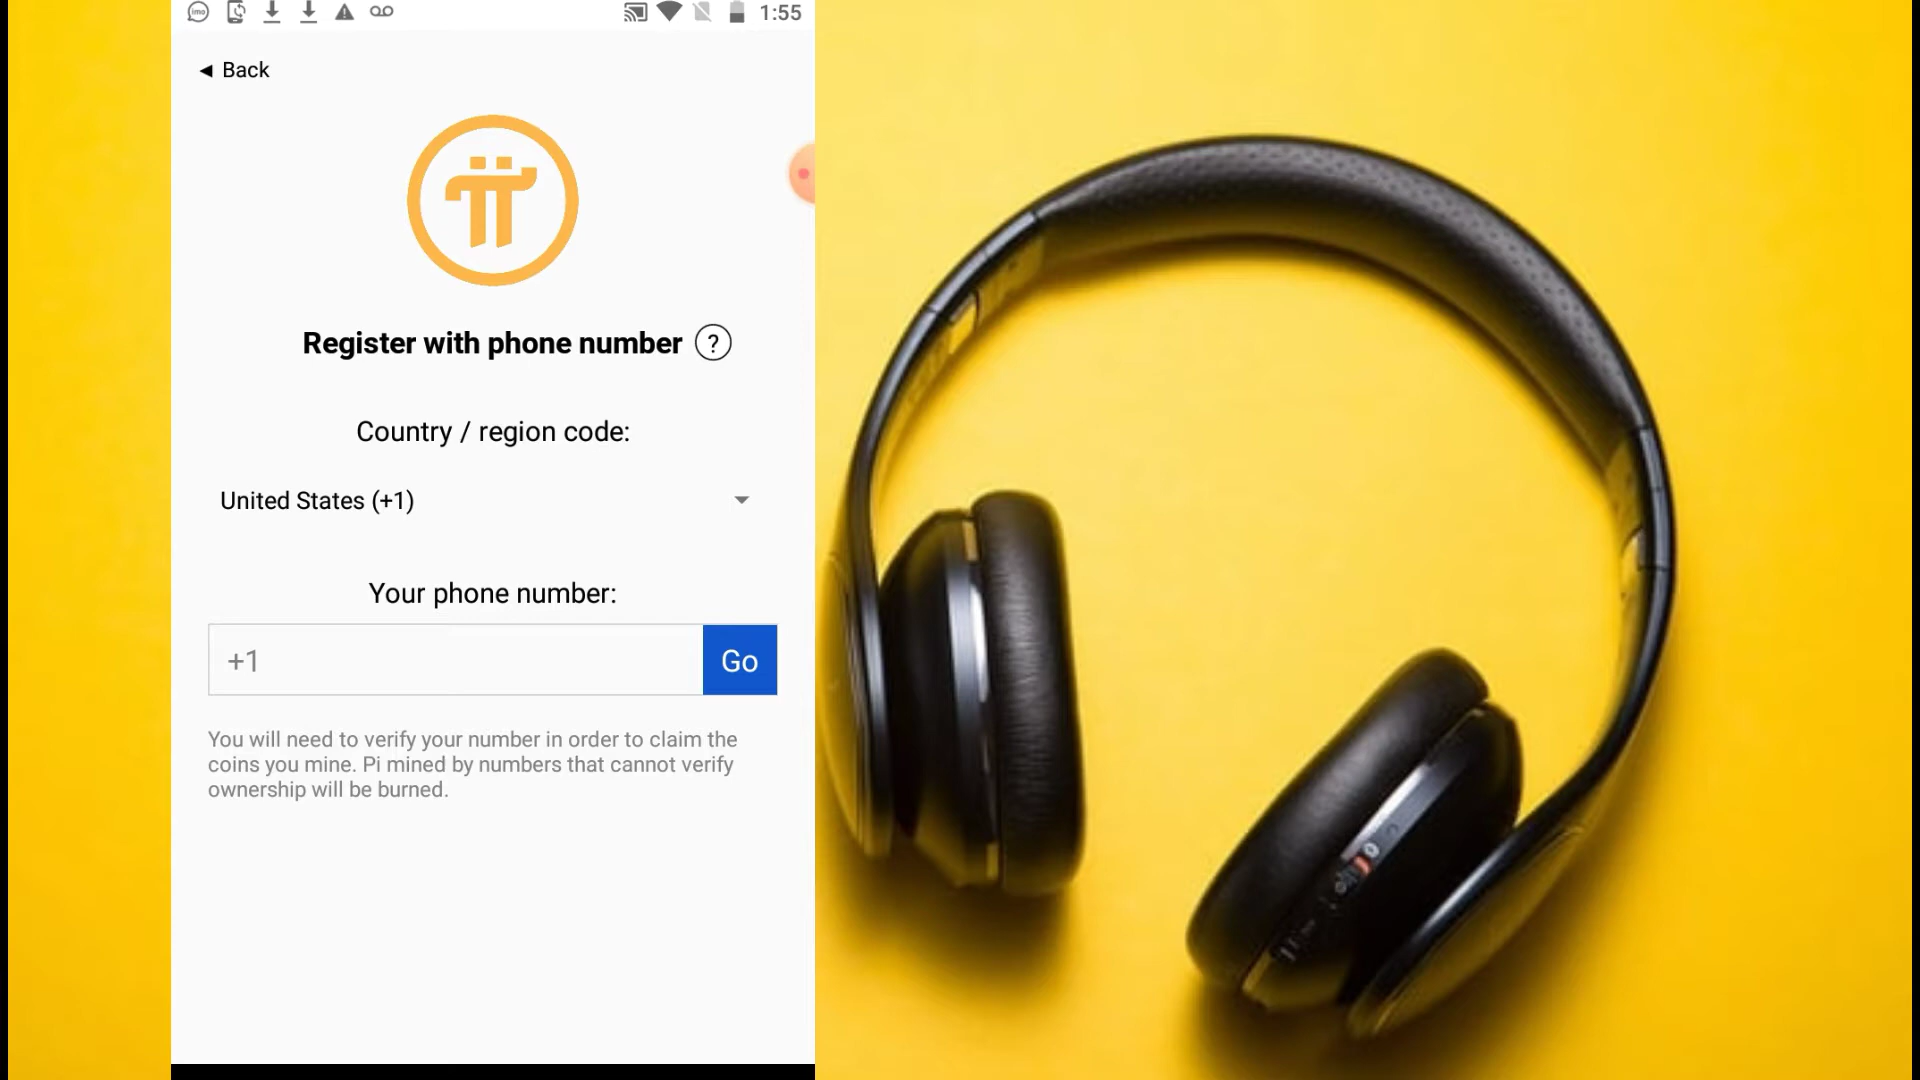 imo 1:55
◄ Back
Register with phone number ?
Country / region code:
United States (+1)
Your phone number:
+1 Go
You will need to verify your number in order to claim the
coins you mine. Pi mined by numbers that cannot verify
ownership will be burned.